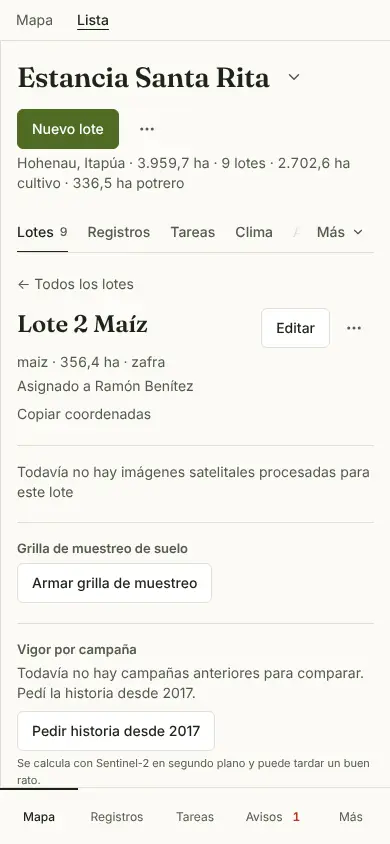 Mapa Lista
Estancia Santa Rita
Nuevo lote ···
Hohenau, Itapúa · 3.959,7 ha · 9 lotes · 2.702,6 ha
cultivo · 336,5 ha potrero
Lotes 9 Registros Tareas Clima Más
← Todos los lotes
Lote 2 Maíz
Editar ···
maiz · 356,4 ha · zafra
Asignado a Ramón Benítez
Copiar coordenadas
Todavía no hay imágenes satelitales procesadas para
este lote
Grilla de muestreo de suelo
Armar grilla de muestreo
Vigor por campaña
Todavía no hay campañas anteriores para comparar.
Pedí la historia desde 2017.
Pedir historia desde 2017
Se calcula con Sentinel-2 en segundo plano y puede tardar un buen
rato.
Mapa Registros Tareas Avisos 1 Más